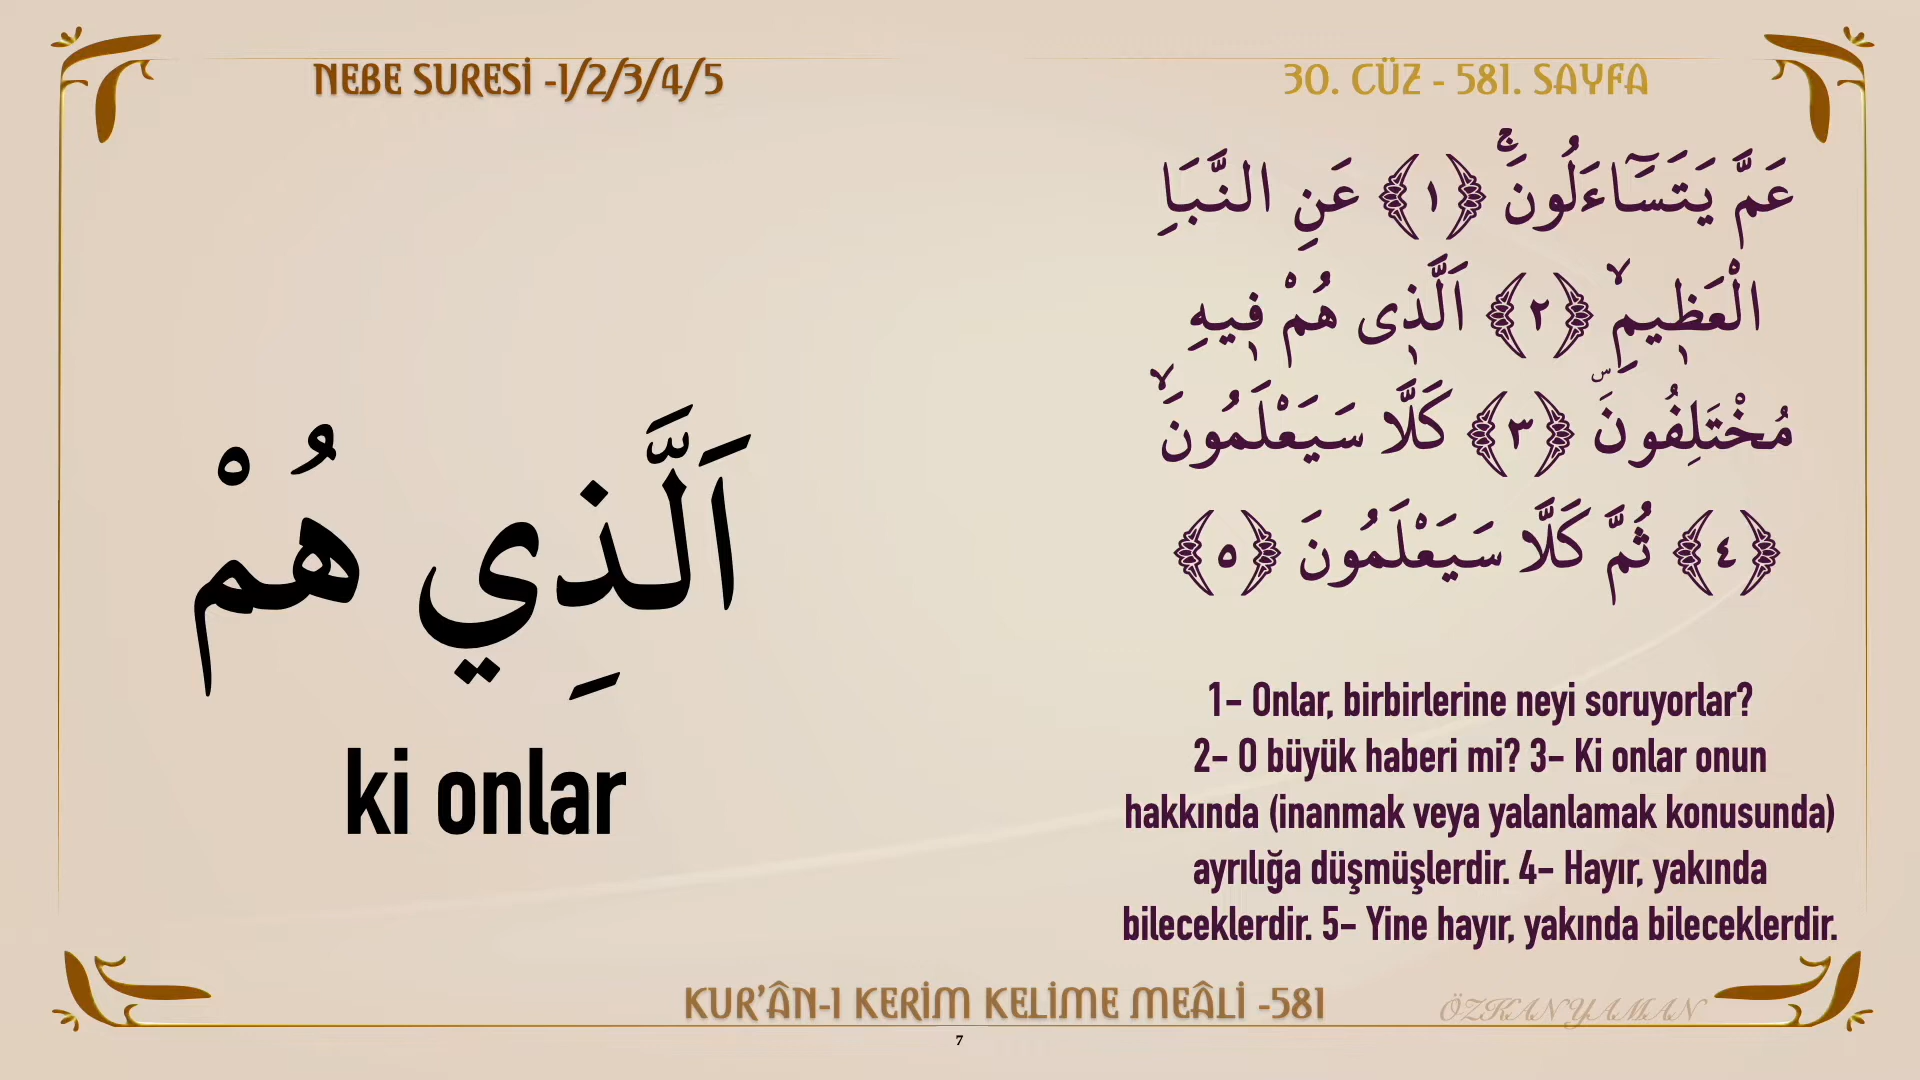 NEBE SURESİ -1/2/3/4/5
30. CÜZ - 581. SAYFA
عَمَّ يَتَسَٓاءَلُونَۚ ﴿١﴾ عَنِ النَّبَأِ
الْعَظ۪يمِۙ ﴿٢﴾ اَلَّذ۪ى هُمْ ف۪يهِ
مُخْتَلِفُونَۜ ﴿٣﴾ كَلَّا سَيَعْلَمُونَۙ
﴿٤﴾ ثُمَّ كَلَّا سَيَعْلَمُونَ ﴿٥﴾
اَلَّذِي هُمْ
ki onlar
1- Onlar, birbirlerine neyi soruyorlar?
2- O büyük haberi mi? 3- Ki onlar onun
hakkında (inanmak veya yalanlamak konusunda)
ayrılığa düşmüşlerdir. 4- Hayır, yakında
bileceklerdir. 5- Yine hayır, yakında bileceklerdir.
KUR'ÂN-I KERİM KELİME MEÂLİ -581
ÖZKAN YAMAN
7